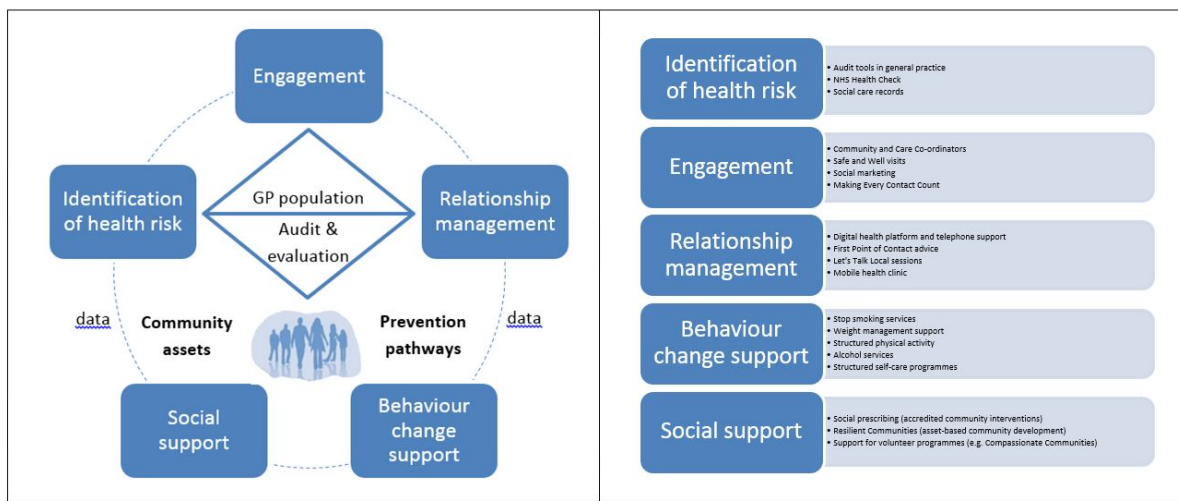 Engagement
Identification
of health risk
GP population
Audit &
evaluation
Relationship
management
data
Community
assets
Prevention
pathways
data
Social
support
Behaviour
change
support
Identification
of health risk
• Audit tools in general practice
• NHS Health Check
• Social care records
Engagement
• Community and Care Co-ordinators
• Safe and Well visits
• Social marketing
• Making Every Contact Count
Relationship
management
• Digital health platform and telephone support
• First Point of Contact advice
• Let's Talk Local sessions
• Mobile health clinic
Behaviour
change support
• Stop smoking services
• Weight management support
• Structured physical activity
• Alcohol services
• Structured self-care programmes
Social support
• Social prescribing (accredited community interventions)
• Resilient Communities (asset-based community development)
• Support for volunteer programmes (e.g. Compassionate Communities)